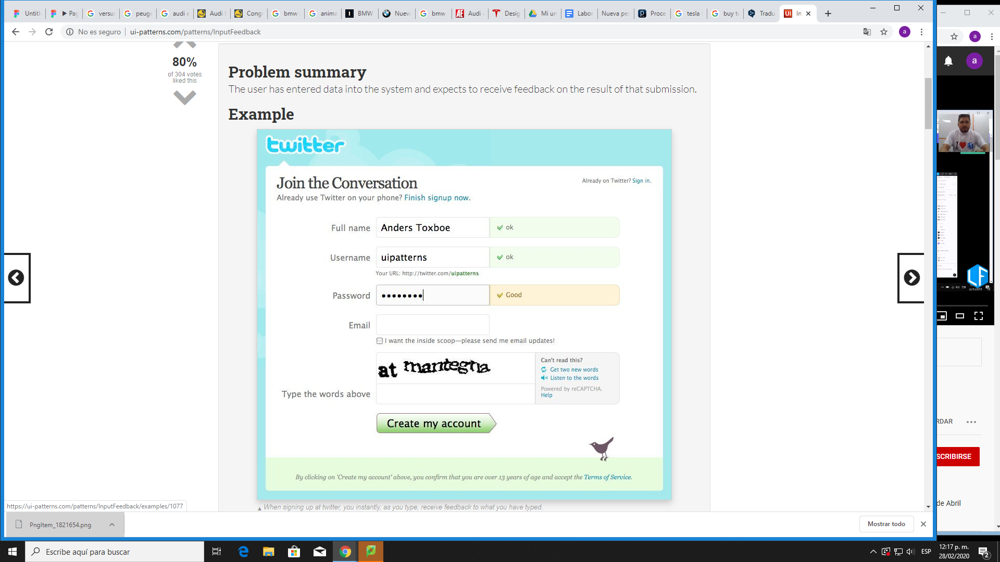 Untitl
Pag
versus
peuge
audi e
Audi E
Cong
bmw
anima
BMW
Nuev
bmw
Audi
Desig
Mi un
Labor
Nueva pe
Proce
tesla
buy te
Tradu
In
No es seguro
ui-patterns.com/patterns/InputFeedback
a
a
80%
of 304 votes
liked this
Problem summary
The user has entered data into the system and expects to receive feedback on the result of that submission.
Example
twitter
Join the Conversation
Already on Twitter? Sign in.
Already use Twitter on your phone? Finish signup now.
Full name
Anders Toxboe
ok
Username
uipatterns
ok
Your URL: http://twitter.com/uipatterns
Password
Good
Email
I want the inside scoop—please send me email updates!
at mantegna
Can't read this?
Get two new words
Listen to the words
Powered by reCAPTCHA.
Help
Type the words above
Create my account
By clicking on 'Create my account' above, you confirm that you are over 13 years of age and accept the Terms of Service.
▲ When signing up at twitter, you instantly, as you type, receive feedback to what you have typed.
https://ui-patterns.com/patterns/InputFeedback/examples/1077
a
I
LF
RDAR
SCRIBIRSE
de Abril
PngItem_1821654.png
Mostrar todo
Escribe aquí para buscar
ESP
12:17 p. m.
28/02/2020
2